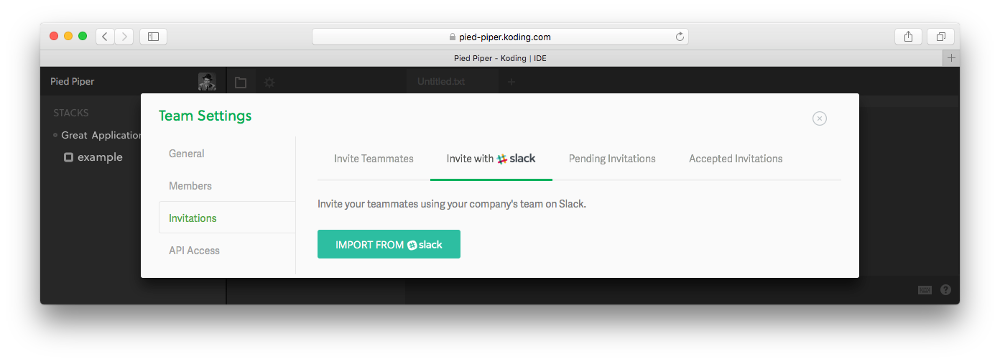 pied-piper.koding.com
Pied Piper - Koding | IDE
Pied Piper
Untitled.txt
STACKS
Great Application
example
Team Settings
General
Members
Invitations
API Access
Invite Teammates
Invite with slack
Pending Invitations
Accepted Invitations
Invite your teammates using your company's team on Slack.
IMPORT FROM slack